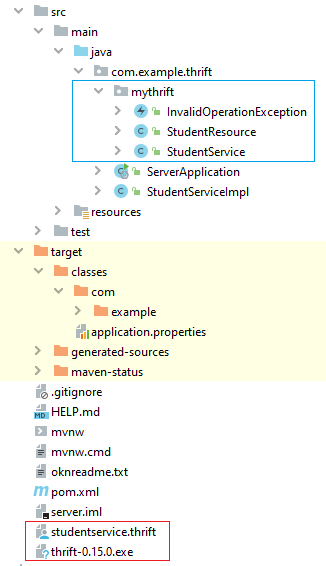 src
main
java
com.example.thrift
mythrift
InvalidOperationException
StudentResource
StudentService
ServerApplication
StudentServiceImpl
resources
test
target
classes
com
example
application.properties
generated-sources
maven-status
.gitignore
HELP.md
mvnw
mvnw.cmd
oknreadme.txt
pom.xml
server.iml
studentservice.thrift
thrift-0.15.0.exe